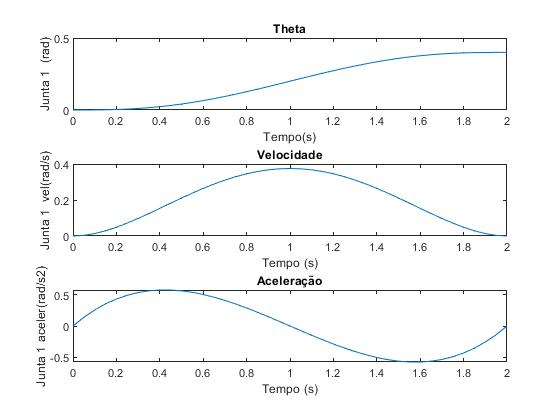 Theta
0.5
0
Junta 1  (rad)
0 0.2 0.4 0.6 0.8 1 1.2 1.4 1.6 1.8 2
Tempo(s)
Velocidade
0.4
0.2
0
Junta 1  vel(rad/s)
0 0.2 0.4 0.6 0.8 1 1.2 1.4 1.6 1.8 2
Tempo (s)
Aceleração
0.5
0
-0.5
Junta 1 aceler(rad/s2)
0 0.2 0.4 0.6 0.8 1 1.2 1.4 1.6 1.8 2
Tempo (s)